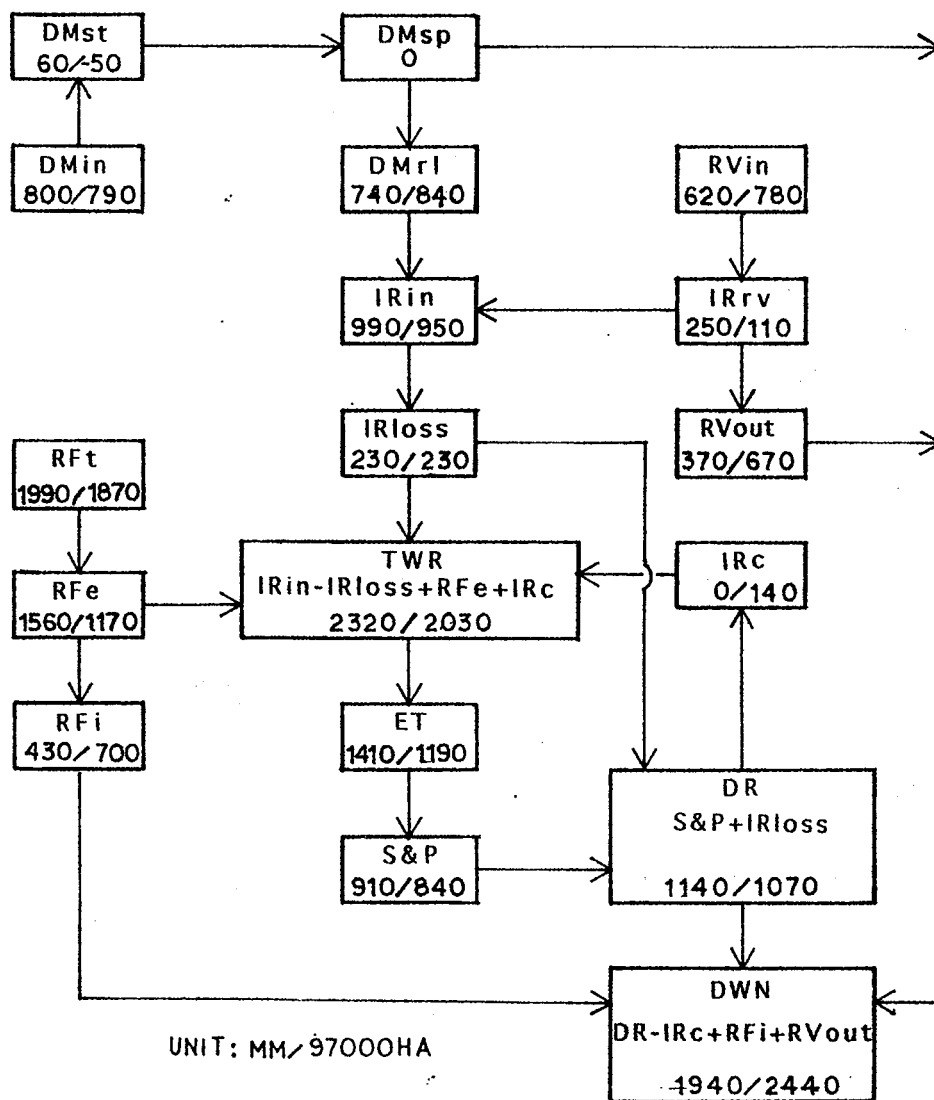 DMst
60/-50
DMsp
0
DMin
800/790
DMrl
740/840
RVin
620/780
IRin
990/950
IRrv
250/110
IRloss
230/230
RVout
370/670
RFt
1990/1870
TWR
IRin-IRloss+RFe+IRc
2320/2030
IRc
0/140
RFe
1560/1170
RFi
430/700
ET
1410/1190
DR
S&P+IRloss
1140/1070
S&P
910/840
DWN
DR-IRc+RFi+RVout
1940/2440
UNIT: MM/97000HA